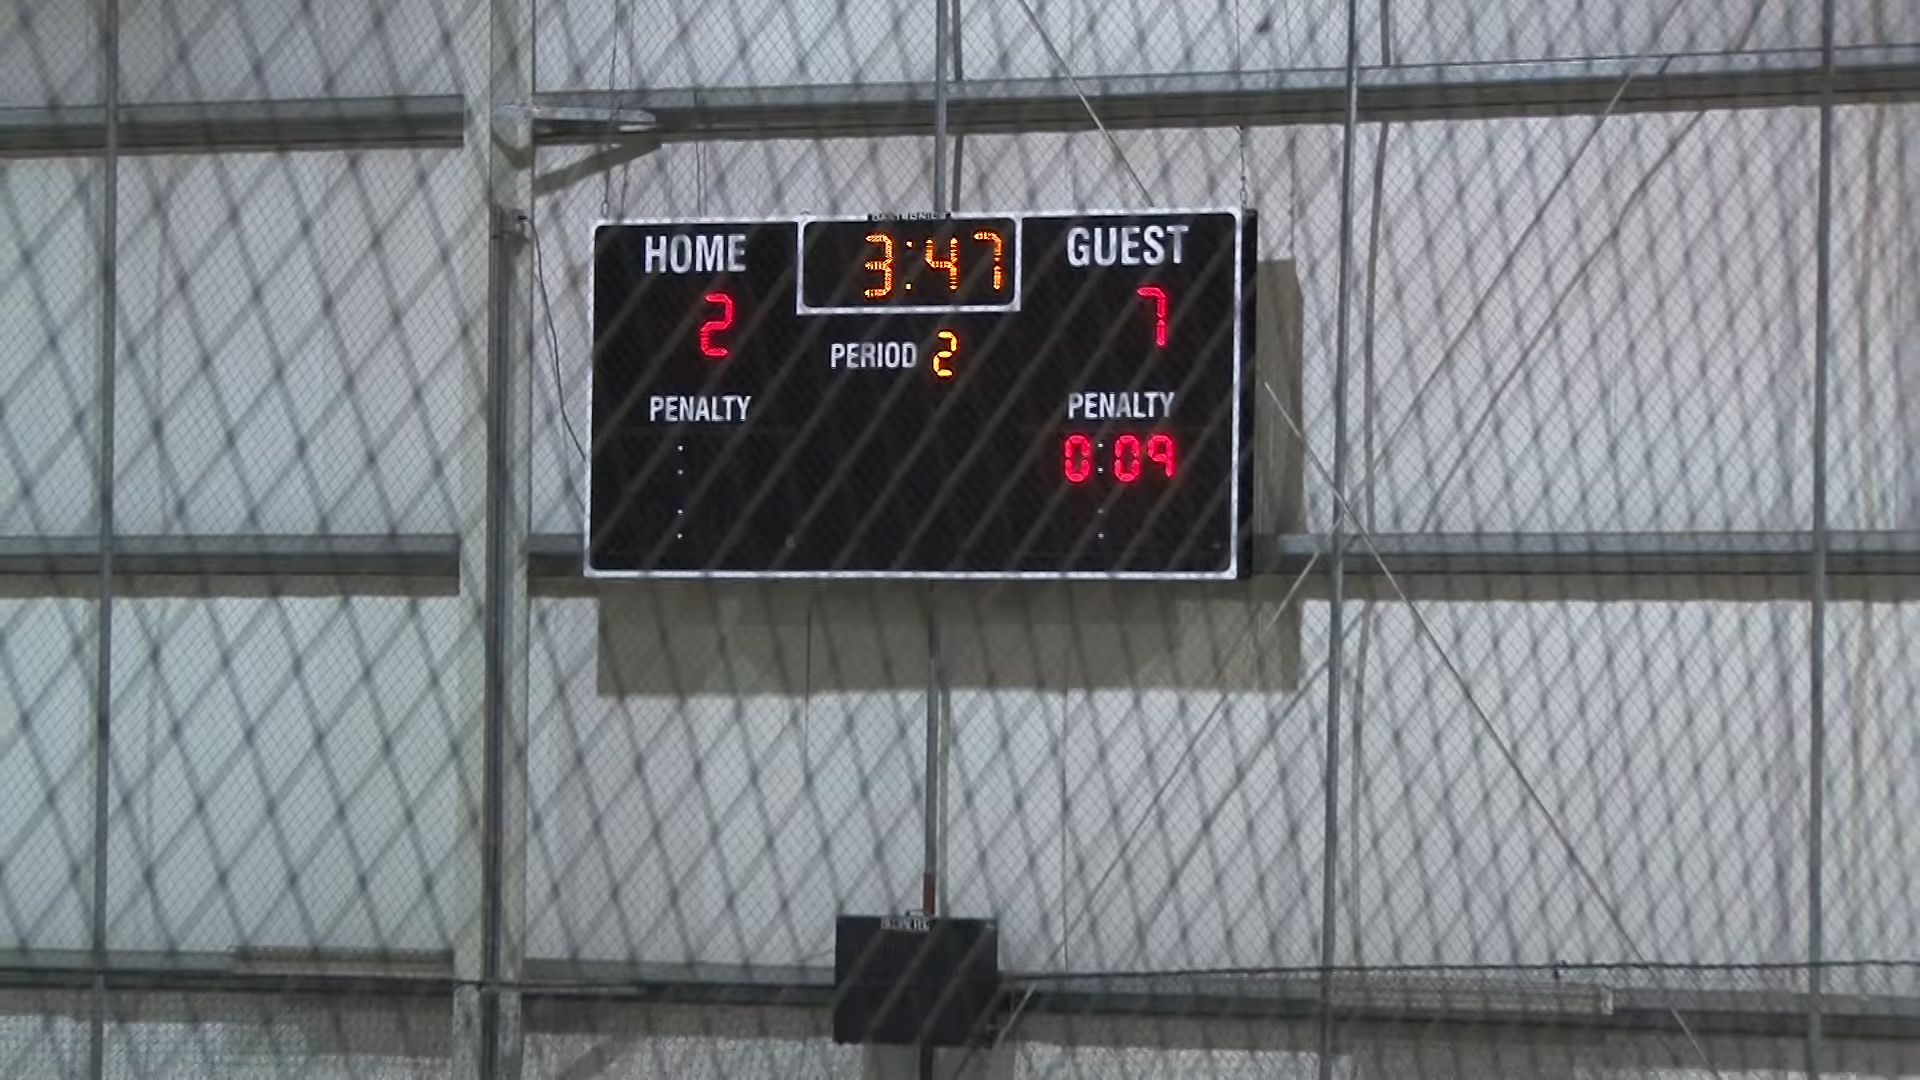 HOME 3:47 GUEST
2 7
PERIOD 2
PENALTY PENALTY
0:09